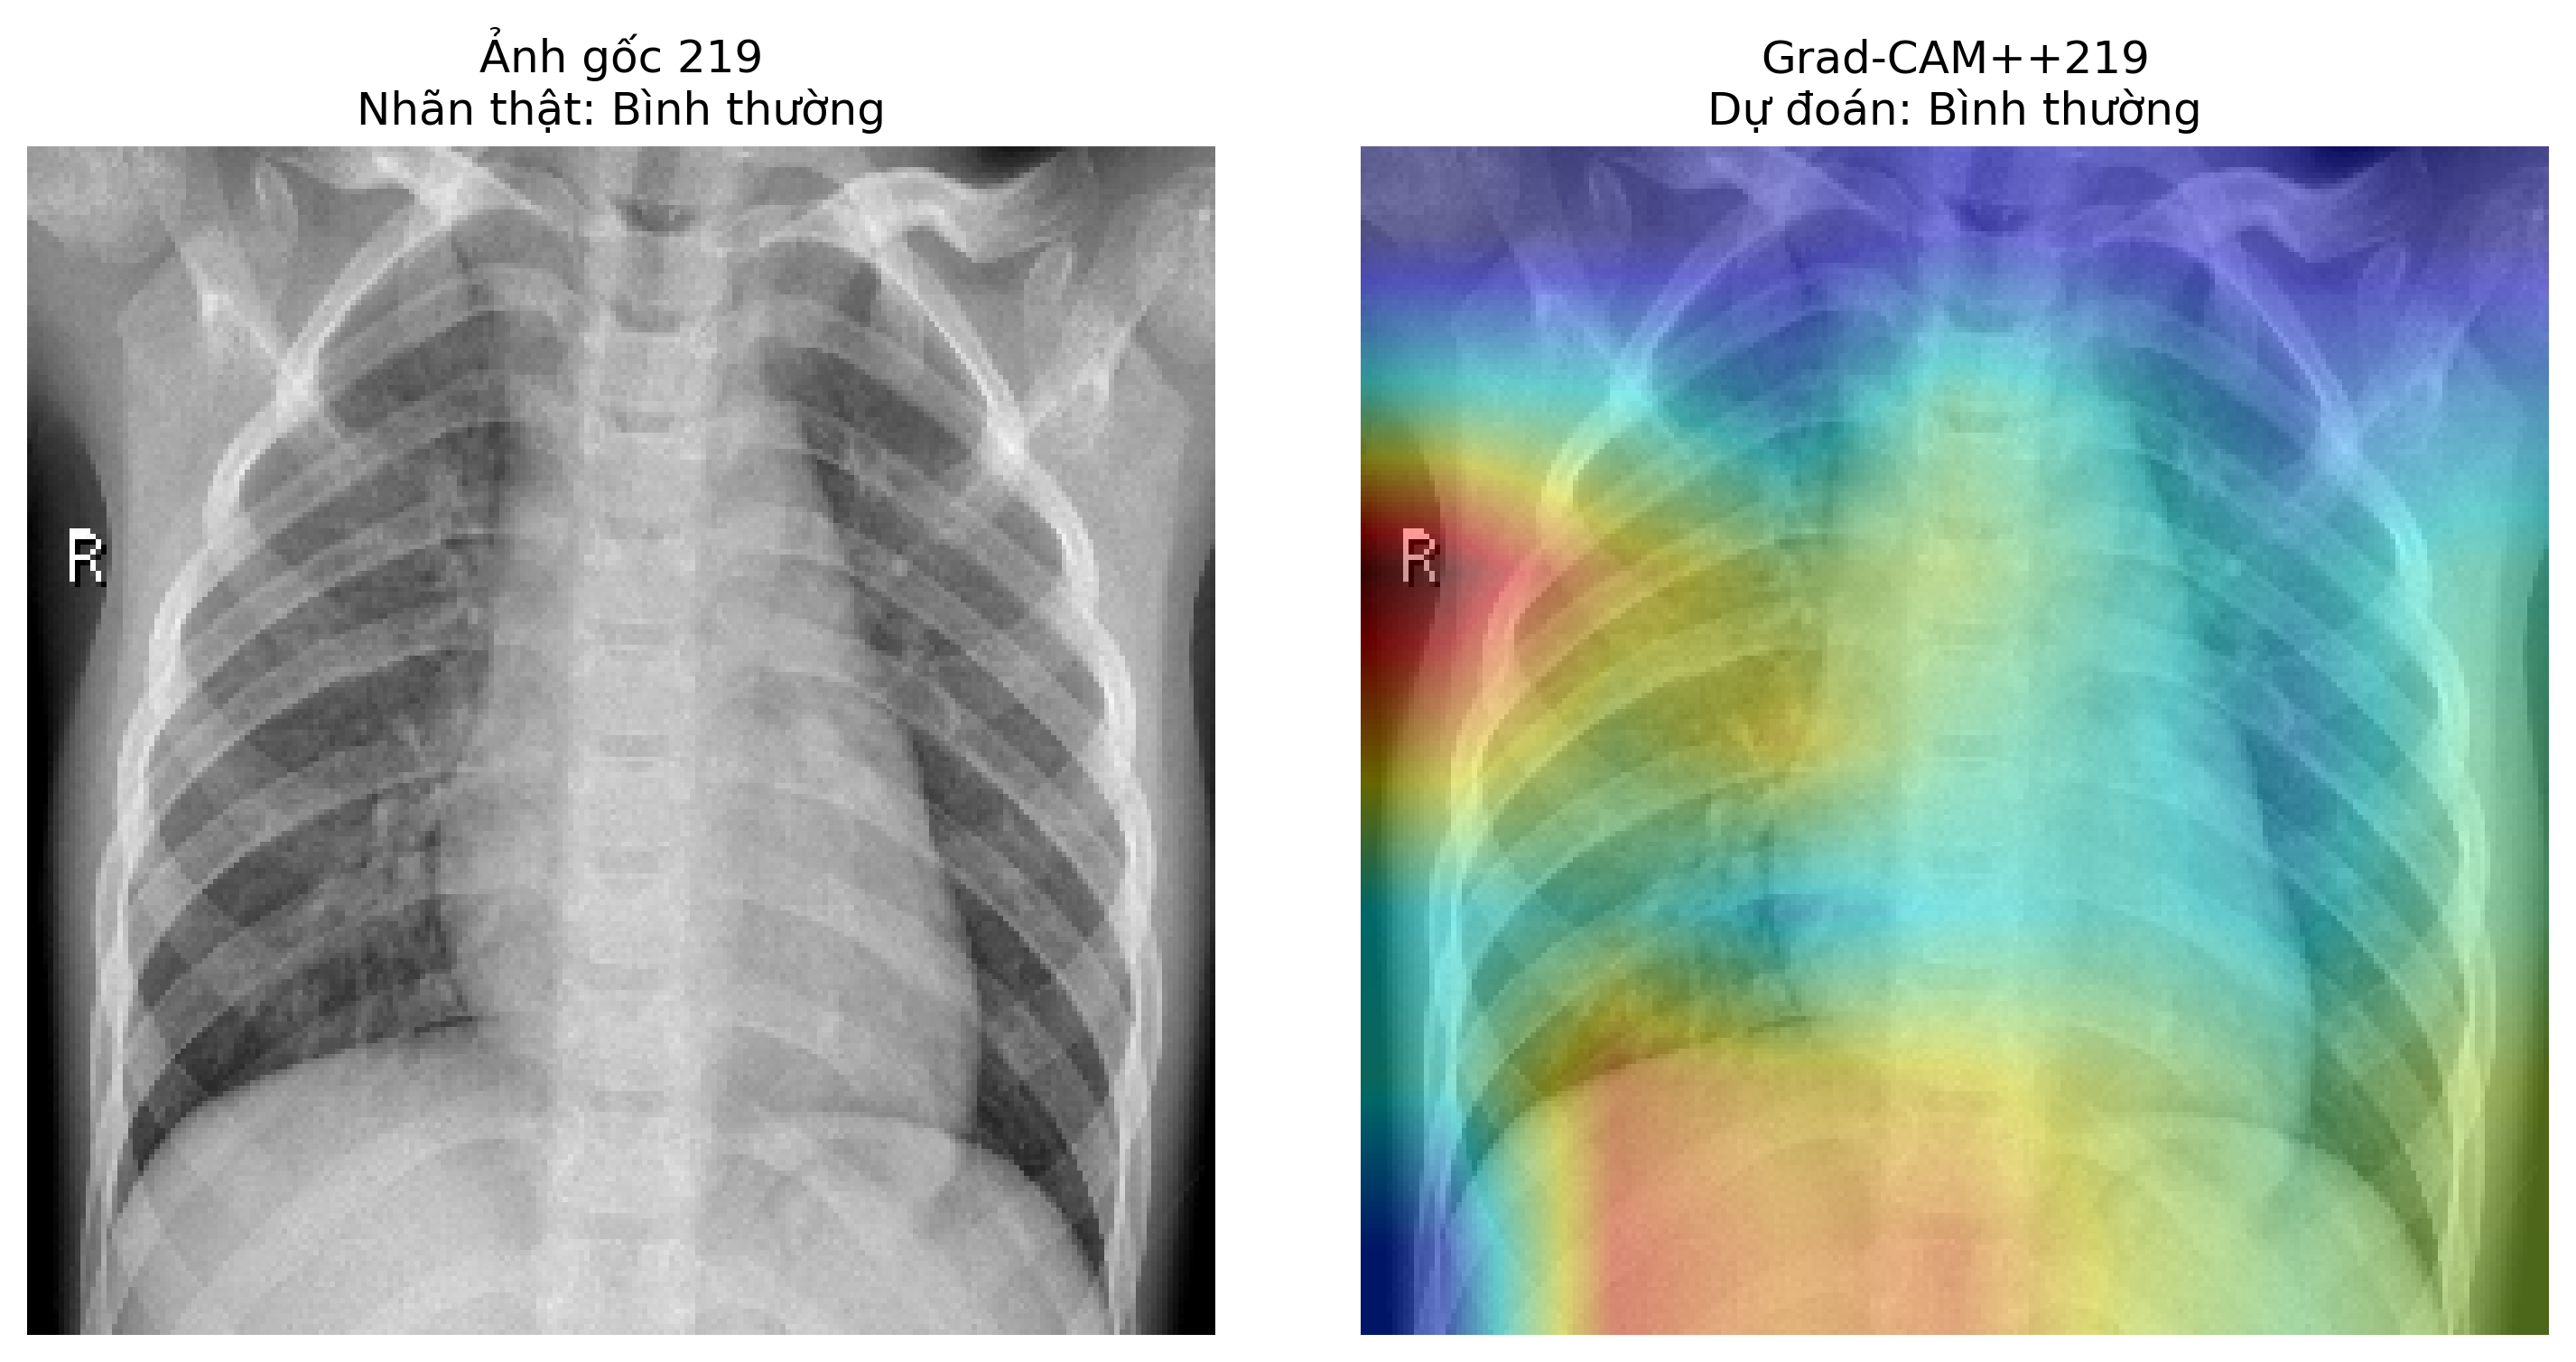 Ảnh gốc 219
Nhãn thật: Bình thường
Grad-CAM++219
Dự đoán: Bình thường
R
R